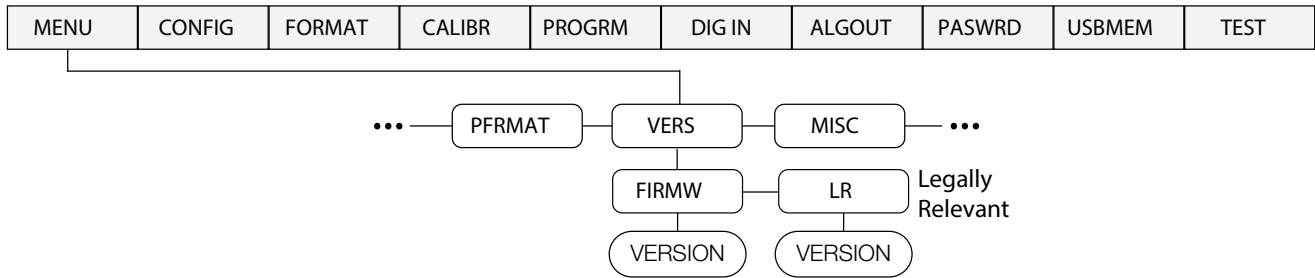 MENU CONFIG FORMAT CALIBR PROGRM DIG IN ALGOUT PASWRD USBMEM TEST
••• PFRMAT VERS MISC •••
FIRMW LR Legally
Relevant
VERSION VERSION